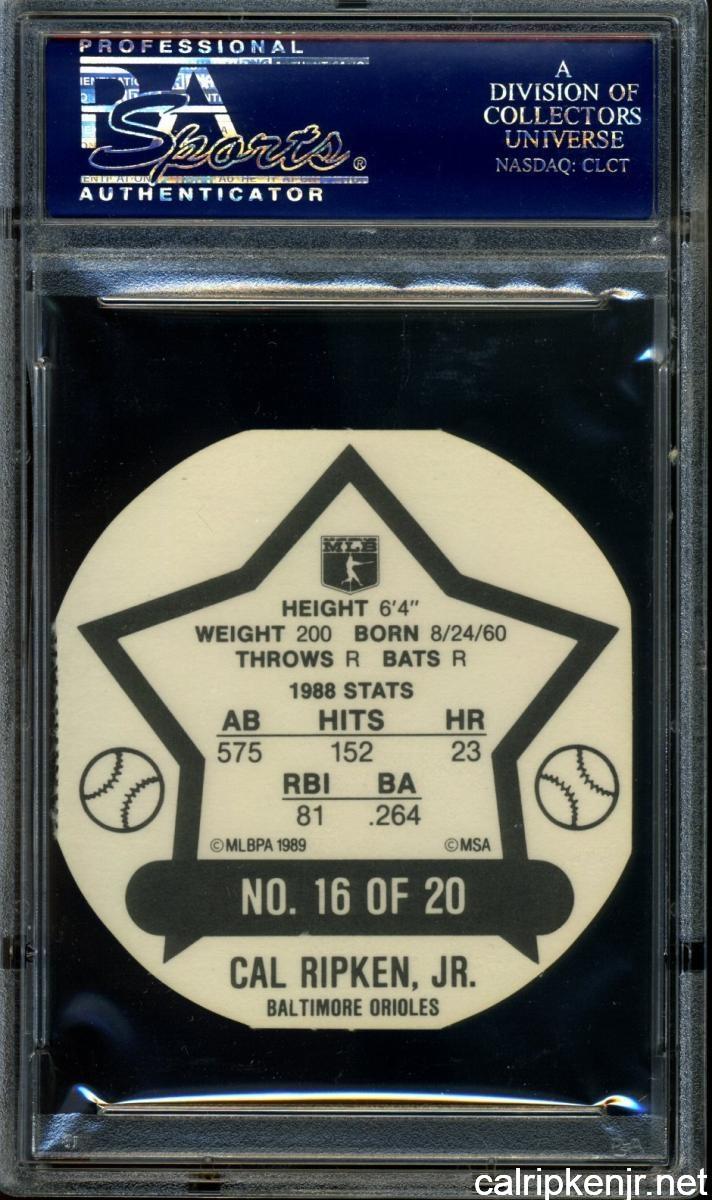 PROFESSIONAL
PSA
Sports ®
AUTHENTICATOR
A
DIVISION OF
COLLECTORS
UNIVERSE
NASDAQ: CLCT
MLB
HEIGHT 6'4"
WEIGHT 200 BORN 8/24/60
THROWS R BATS R
1988 STATS
AB HITS HR
575 152 23
RBI BA
81 .264
©MLBPA 1989 ©MSA
NO. 16 OF 20
CAL RIPKEN, JR.
BALTIMORE ORIOLES
calripkenjr.net